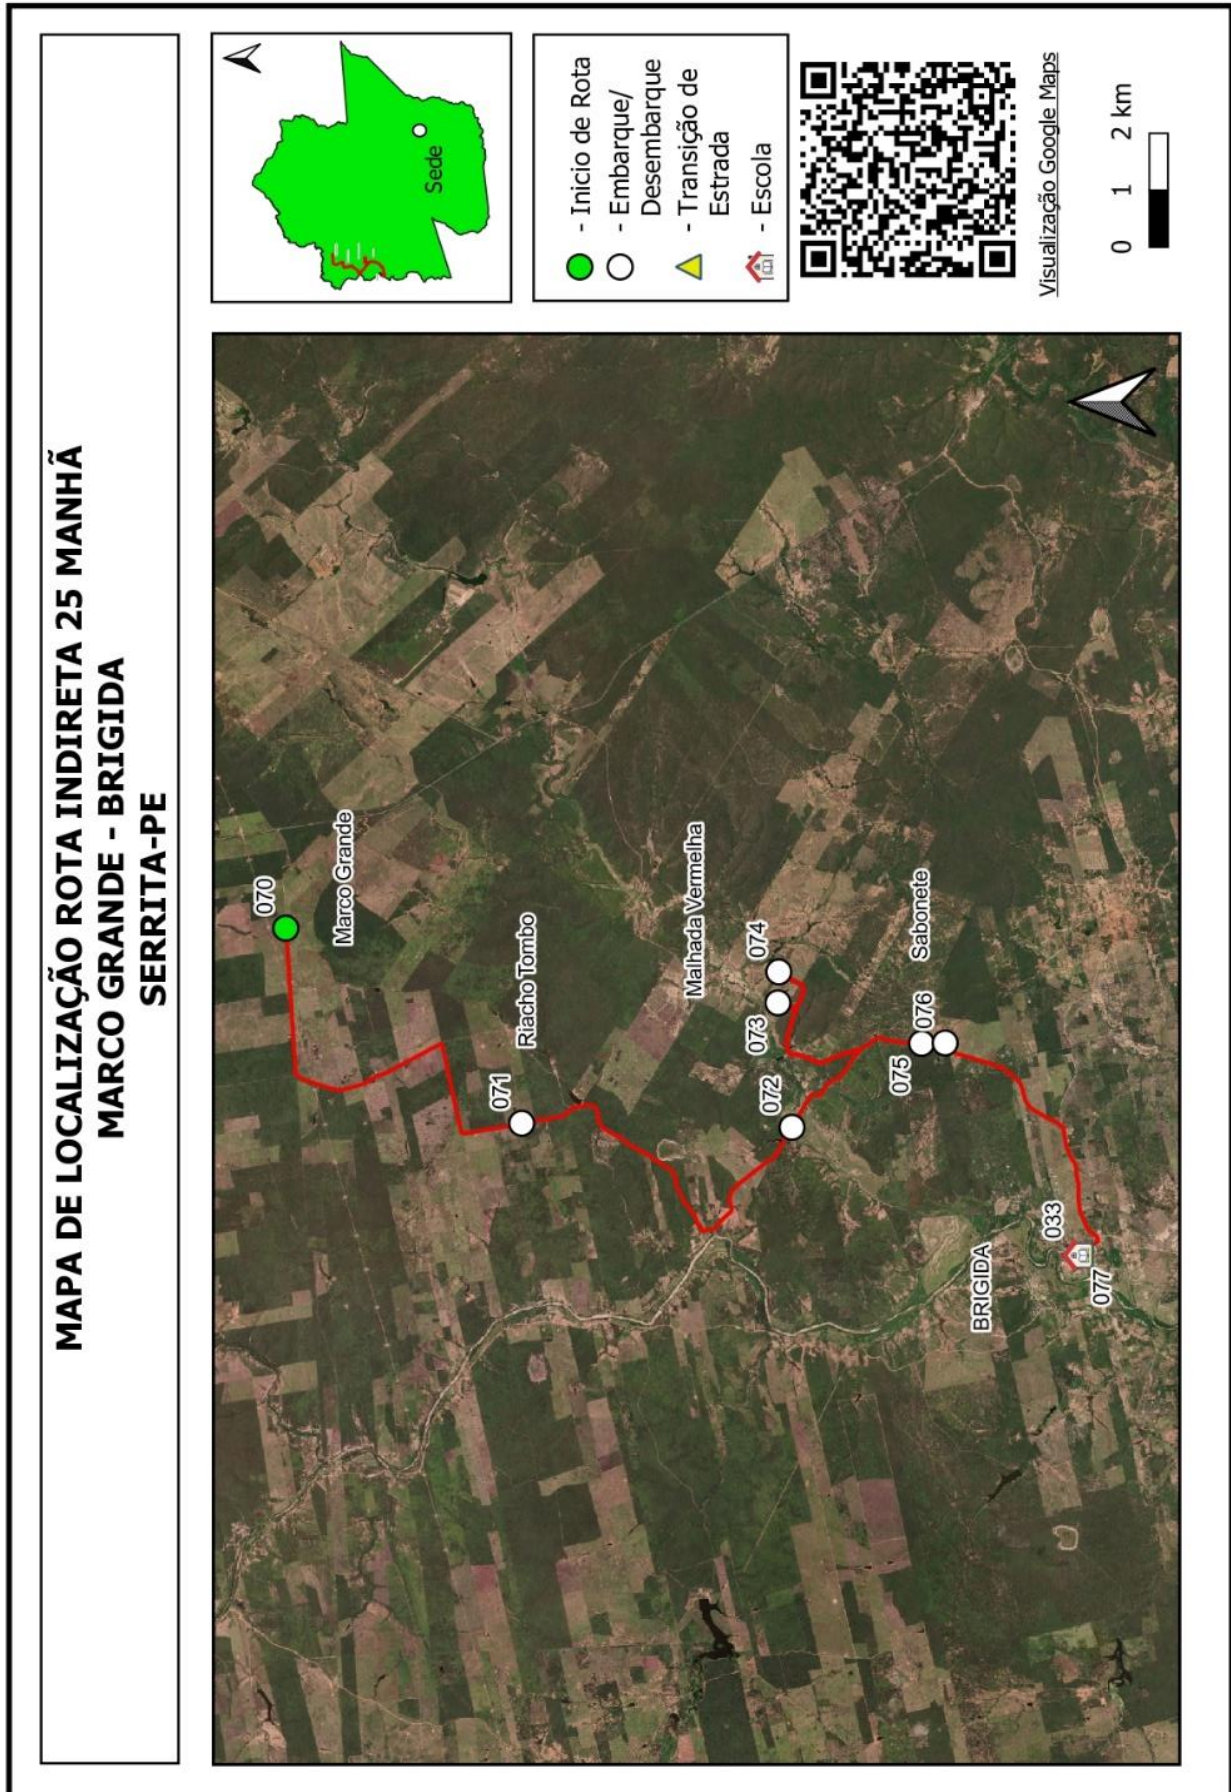 MAPA DE LOCALIZAÇÃO ROTA INDIRETA 25 MANHÃ
MARCO GRANDE - BRIGIDA
SERRITA-PE
070
Marco Grande
071
Riacho Tombo
Malhada Vermelha
072
073
074
075
076
Sabonete
BRIGIDA
033
077
Sede
- Inicio de Rota
- Embarque/
Desembarque
- Transição de
Estrada
- Escola
Visualização Google Maps
0 1 2 km